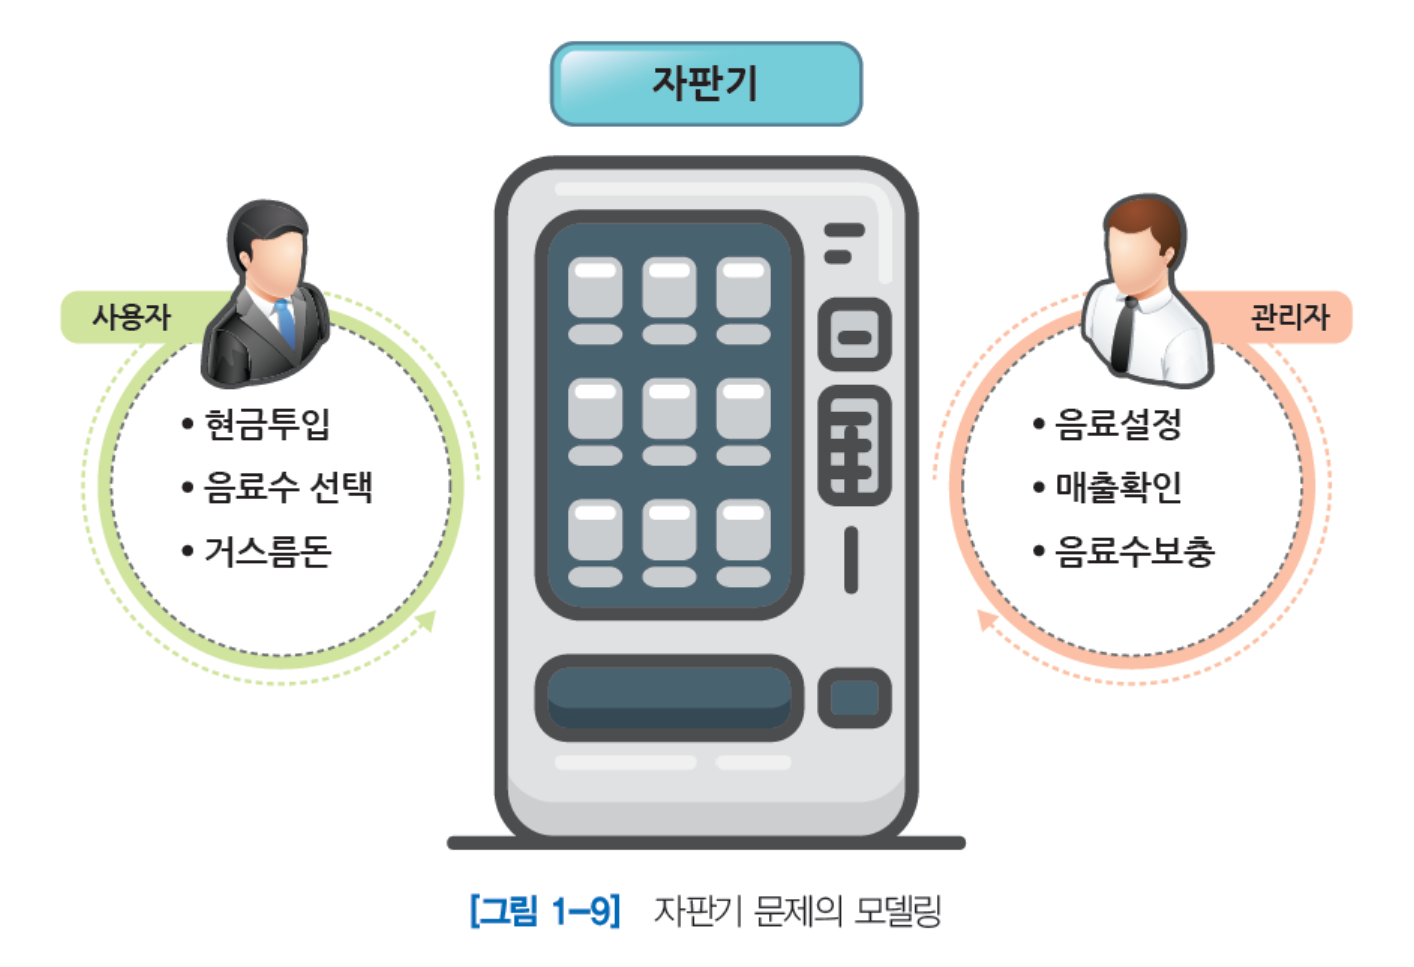 자판기
사용자
• 현금투입
• 음료수 선택
• 거스름돈
관리자
• 음료설정
• 매출확인
• 음료수보충
[그림 1-9] 자판기 문제의 모델링